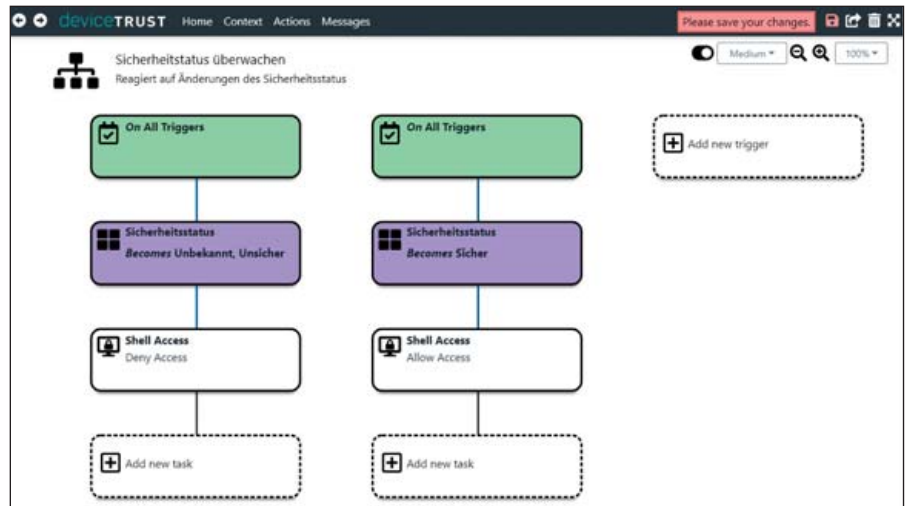 deviceTRUST Home Context Actions Messages Please save your changes.
Sicherheitstatus überwachen
Reagiert auf Änderungen des Sicherheitsstatus
Medium 100%
On All Triggers
On All Triggers
Add new trigger
Sicherheitsstatus
Becomes Unbekannt, Unsicher
Sicherheitsstatus
Becomes Sicher
Shell Access
Deny Access
Shell Access
Allow Access
Add new task
Add new task